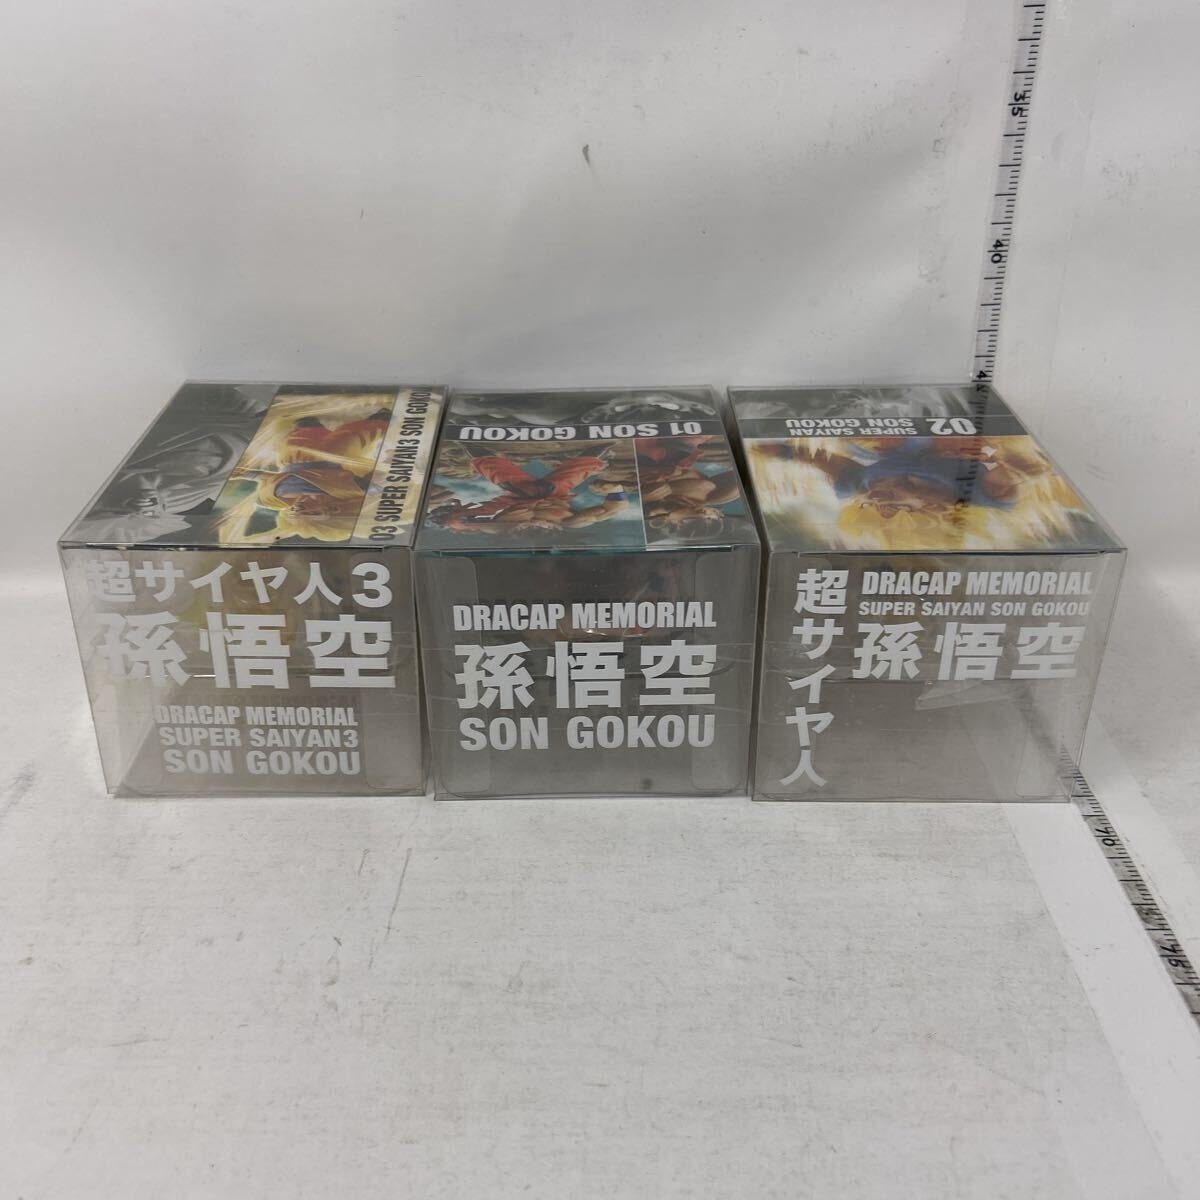 03 SUPER SAIYAN3 SON GOKO
超サイヤ人3
孫悟空
DRACAP MEMORIAL
SUPER SAIYAN3
SON GOKOU
01 SON GOKOU
DRACAP MEMORIAL
孫悟空
SON GOKOU
02 SUPER SAIYAN
SON GOKOU
超サイヤ人
DRACAP MEMORIAL
SUPER SAIYAN SON GOKOU
孫悟空
35
40